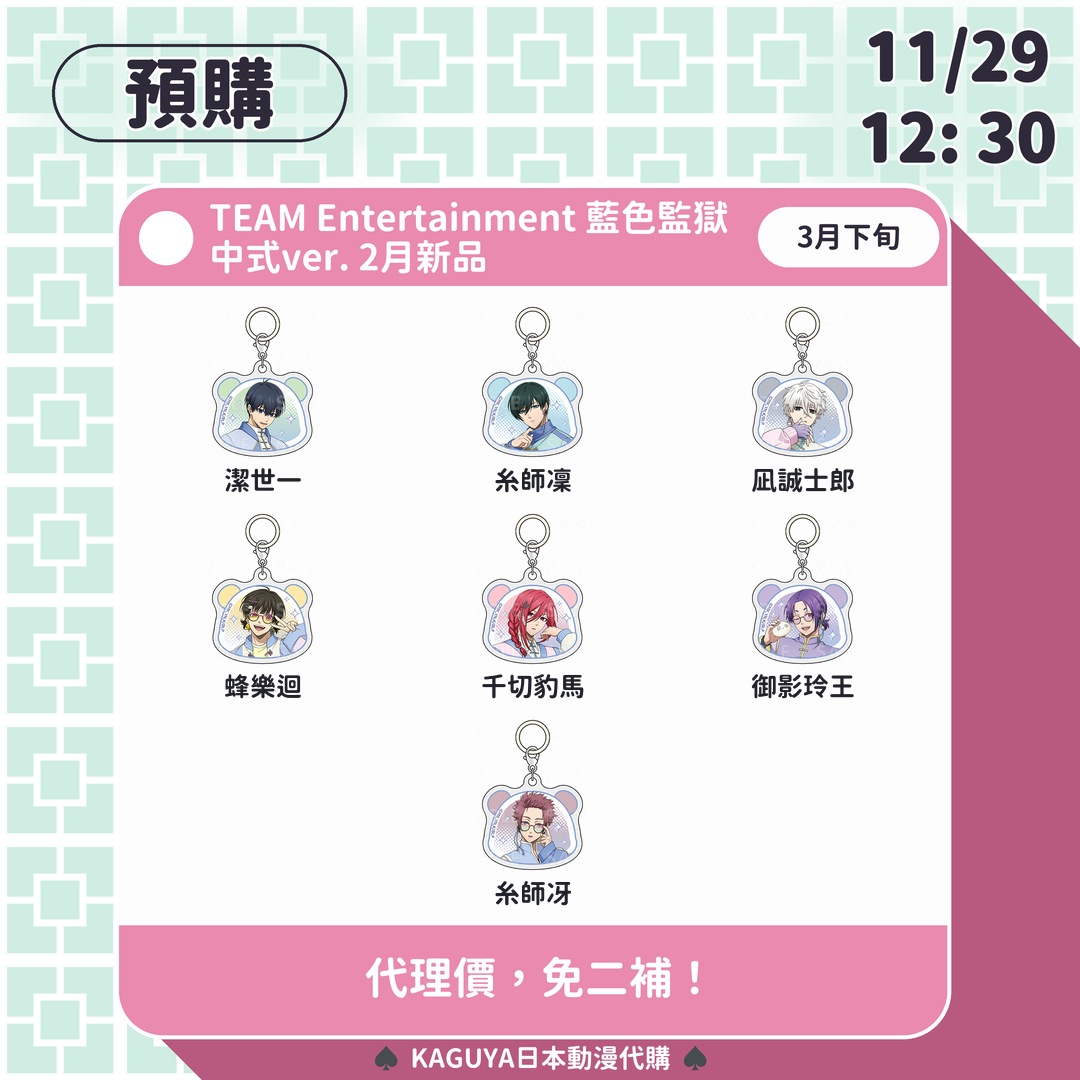 預購
11/29
12: 30
TEAM Entertainment 藍色監獄
中式ver. 2月新品
3月下旬
潔世一
糸師凜
凪誠士郎
蜂樂迴
千切豹馬
御影玲王
糸師冴
代理價，免二補！
♠ KAGUYA日本動漫代購 ♠